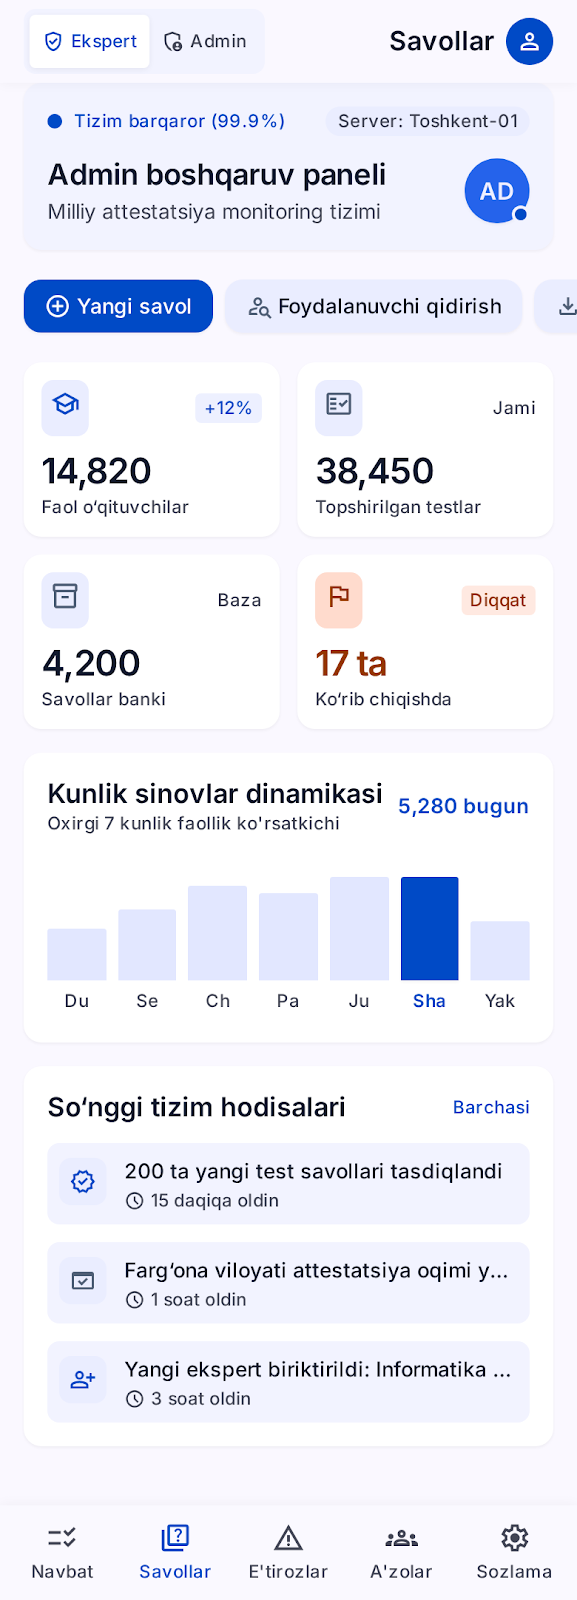 Ekspert
Admin
Savollar
Tizim barqaror (99.9%)
Server: Toshkent-01
Admin boshqaruv paneli
Milliy attestatsiya monitoring tizimi
AD
Yangi savol
Foydalanuvchi qidirish
+12%
14,820
Faol o‘qituvchilar
Jami
38,450
Topshirilgan testlar
Baza
4,200
Savollar banki
Diqqat
17 ta
Ko‘rib chiqishda
Kunlik sinovlar dinamikasi
Oxirgi 7 kunlik faollik ko'rsatkichi
5,280 bugun
Du Se Ch Pa Ju Sha Yak
So‘nggi tizim hodisalari
Barchasi
200 ta yangi test savollari tasdiqlandi
15 daqiqa oldin
Farg‘ona viloyati attestatsiya oqimi y...
1 soat oldin
Yangi ekspert biriktirildi: Informatika ...
3 soat oldin
Navbat Savollar E'tirozlar A'zolar Sozlama